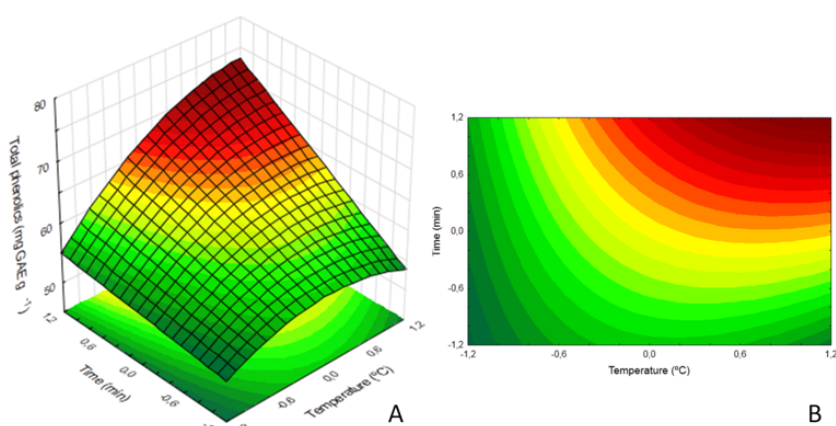 80
70
60
50
Total phenolics (mg GAE g ⁻¹)
1,2
0,6
0,0
-0,6
Time (min)
1,2
0,6
0,0
-0,6
Temperature (ºC)
A
1,2
0,6
0,0
-0,6
-1,2
Time (min)
-1,2 -0,6 0,0 0,6 1,2
Temperature (ºC)
B